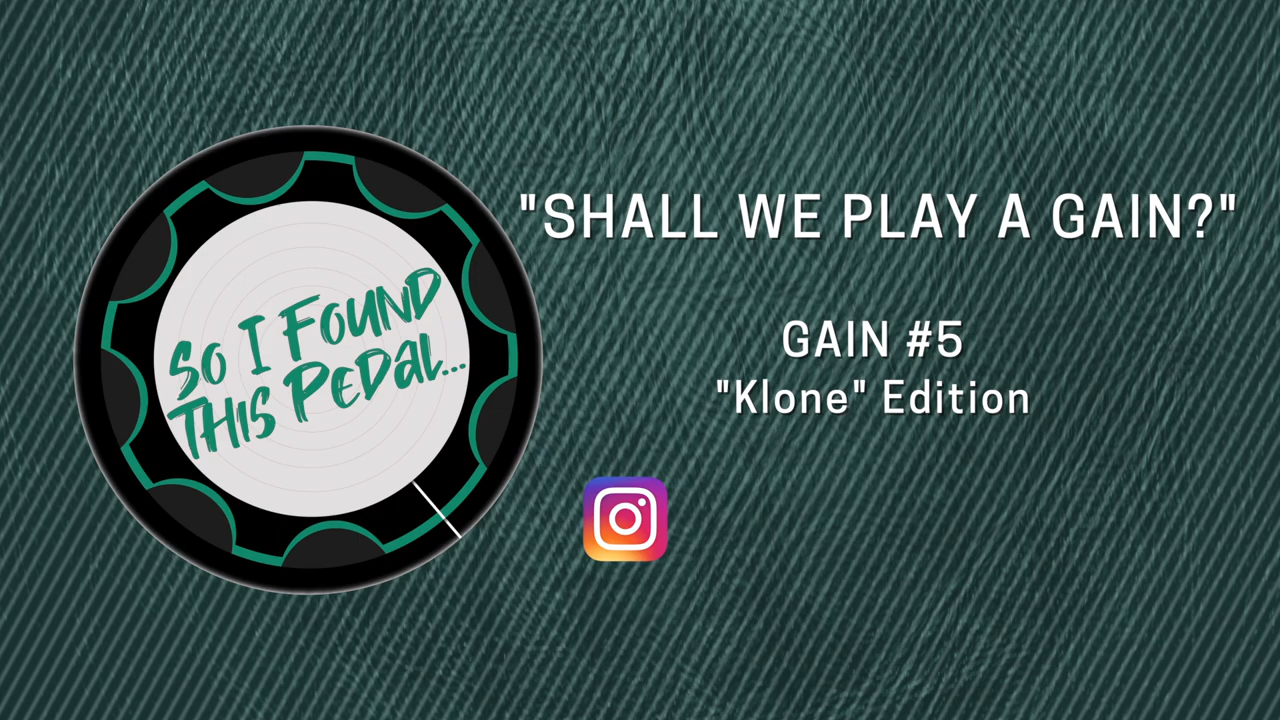 So I Found
This Pedal...
"SHALL WE PLAY A GAIN?"
GAIN #5
"Klone" Edition